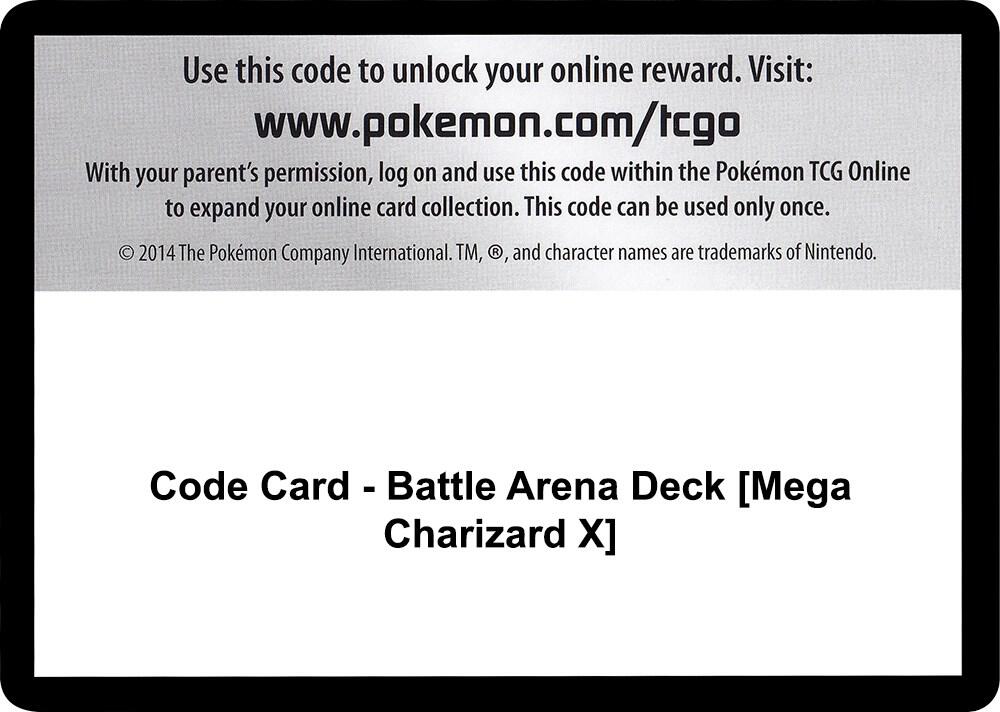 Use this code to unlock your online reward. Visit:
www.pokemon.com/tcgo
With your parent's permission, log on and use this code within the Pokémon TCG Online
to expand your online card collection. This code can be used only once.
© 2014 The Pokémon Company International. TM, ®, and character names are trademarks of Nintendo.
Code Card - Battle Arena Deck [Mega
Charizard X]